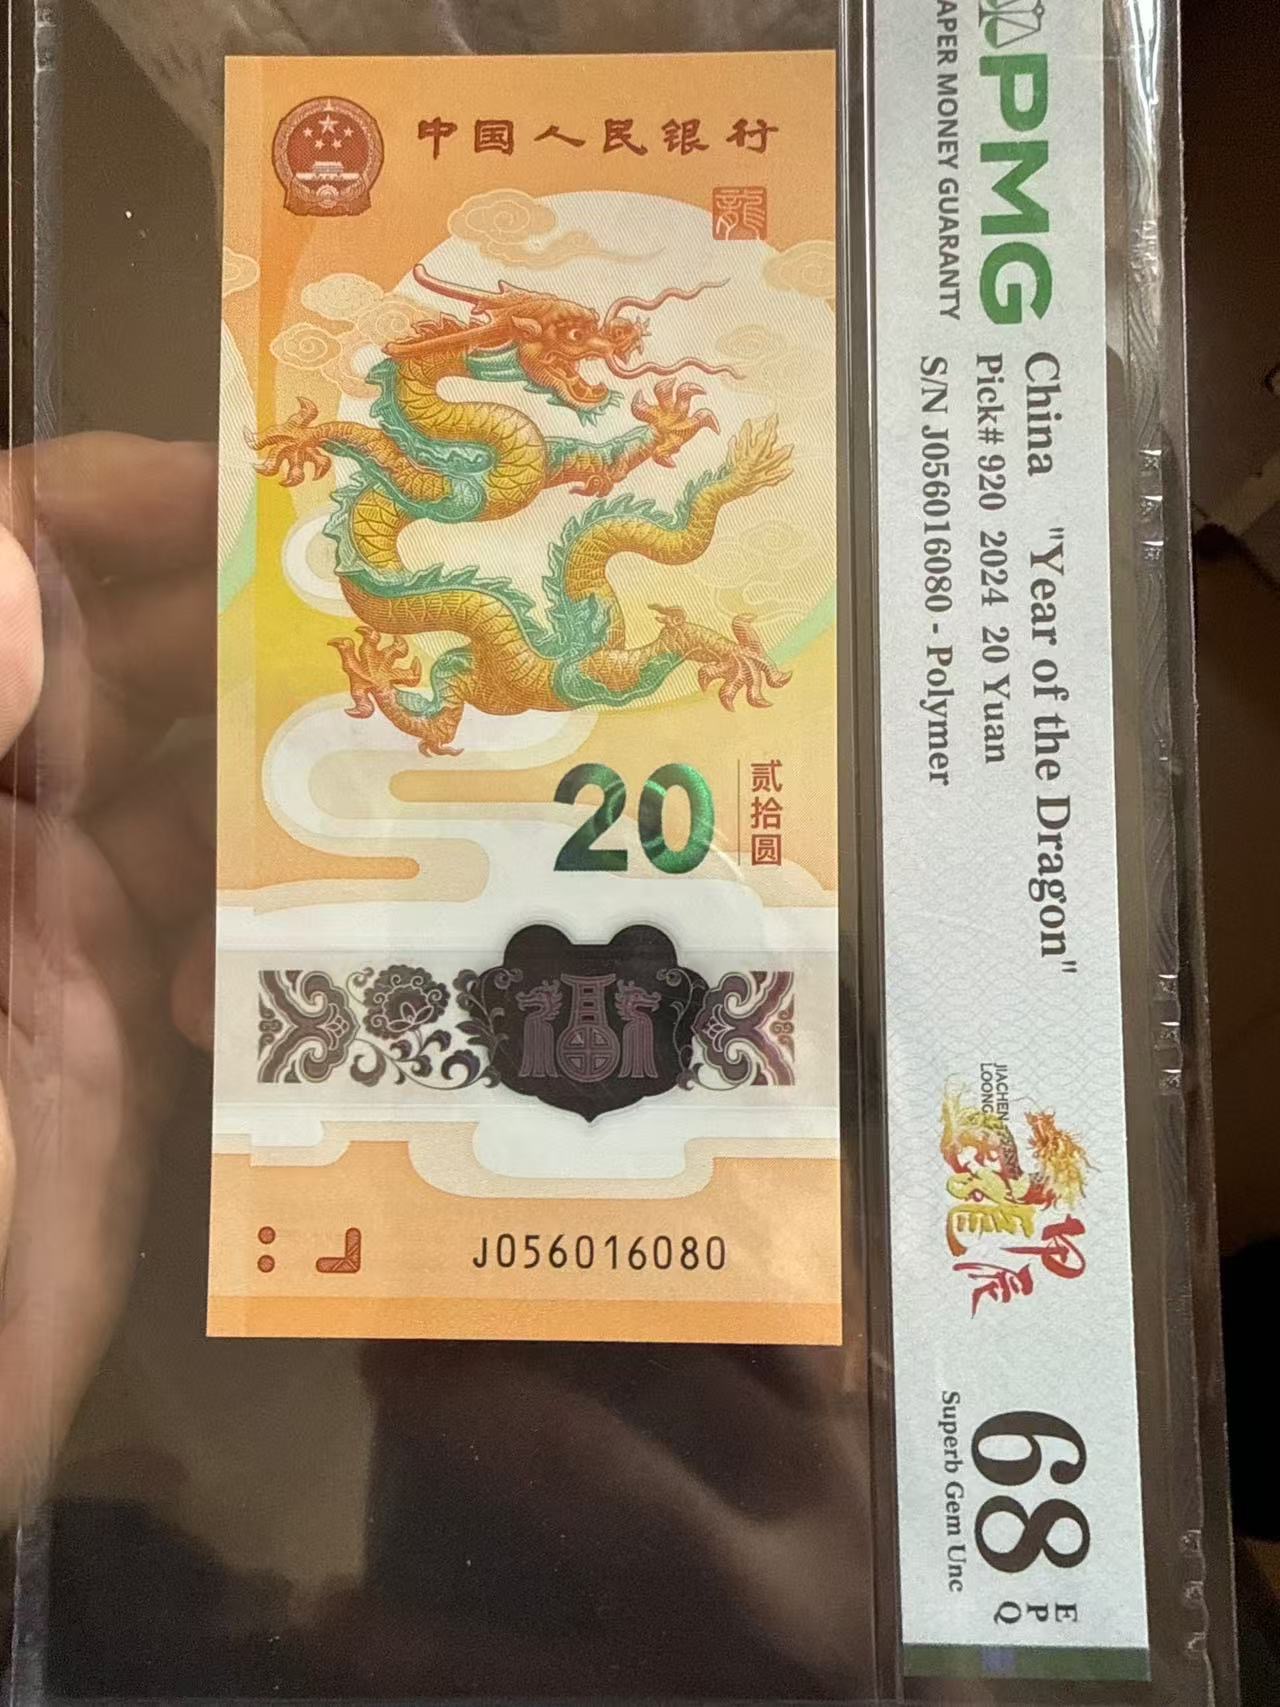 中国人民银行
龍
20
贰拾圆
J056016080
PMG
PAPER MONEY GUARANTY
China "Year of the Dragon"
Pick# 920 2024 20 Yuan
S/N J056016080 - Polymer
JIACHEN
LOONG
甲辰
68 EPQ
Superb Gem Unc